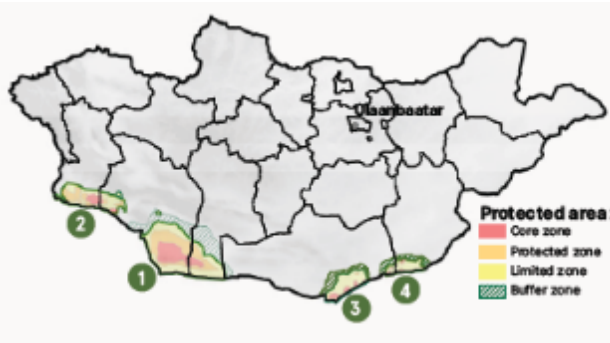 Ulaanbaatar
2
1
3
4
Protected area:
Core zone
Protected zone
Limited zone
Buffer zone